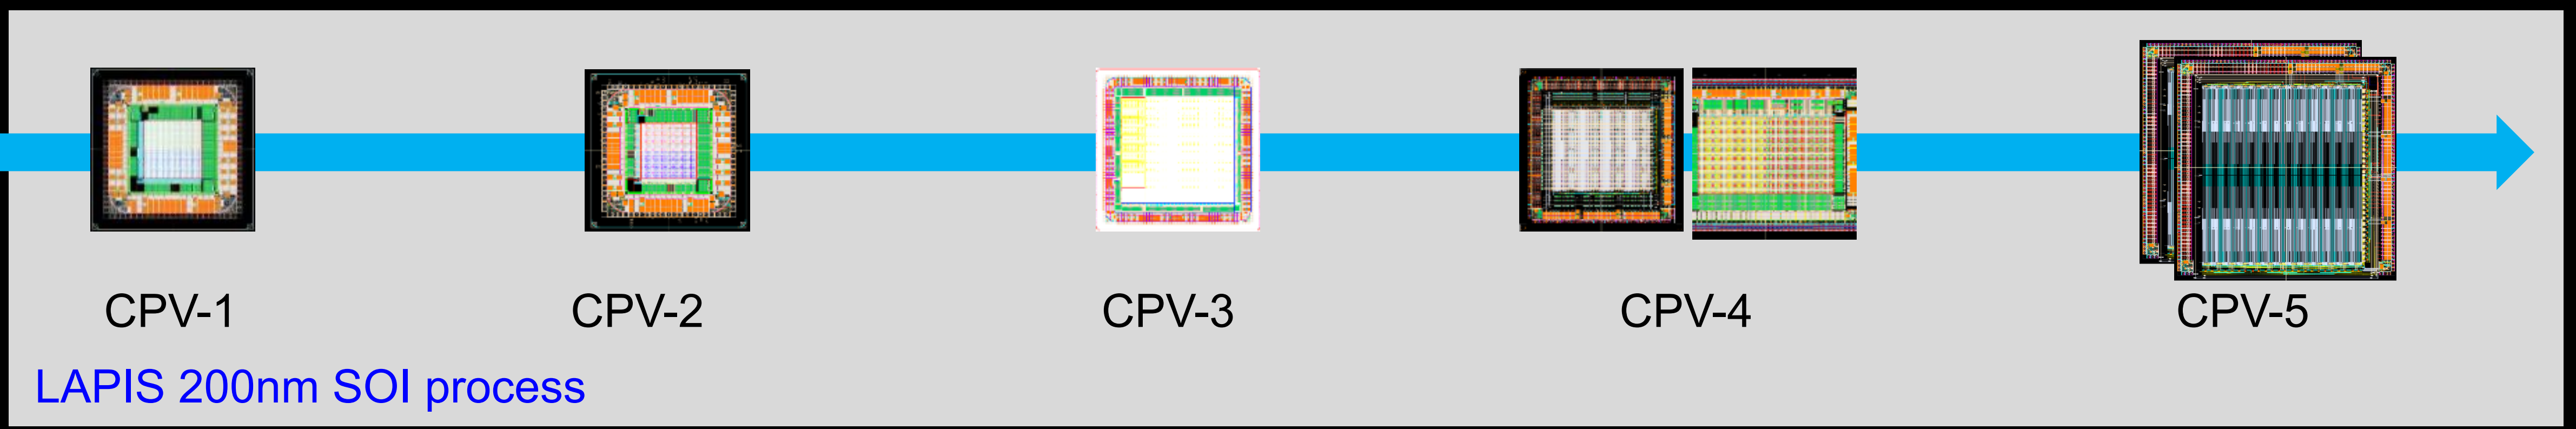 CPV-1
CPV-2
CPV-3
CPV-4
CPV-5
LAPIS 200nm SOI process